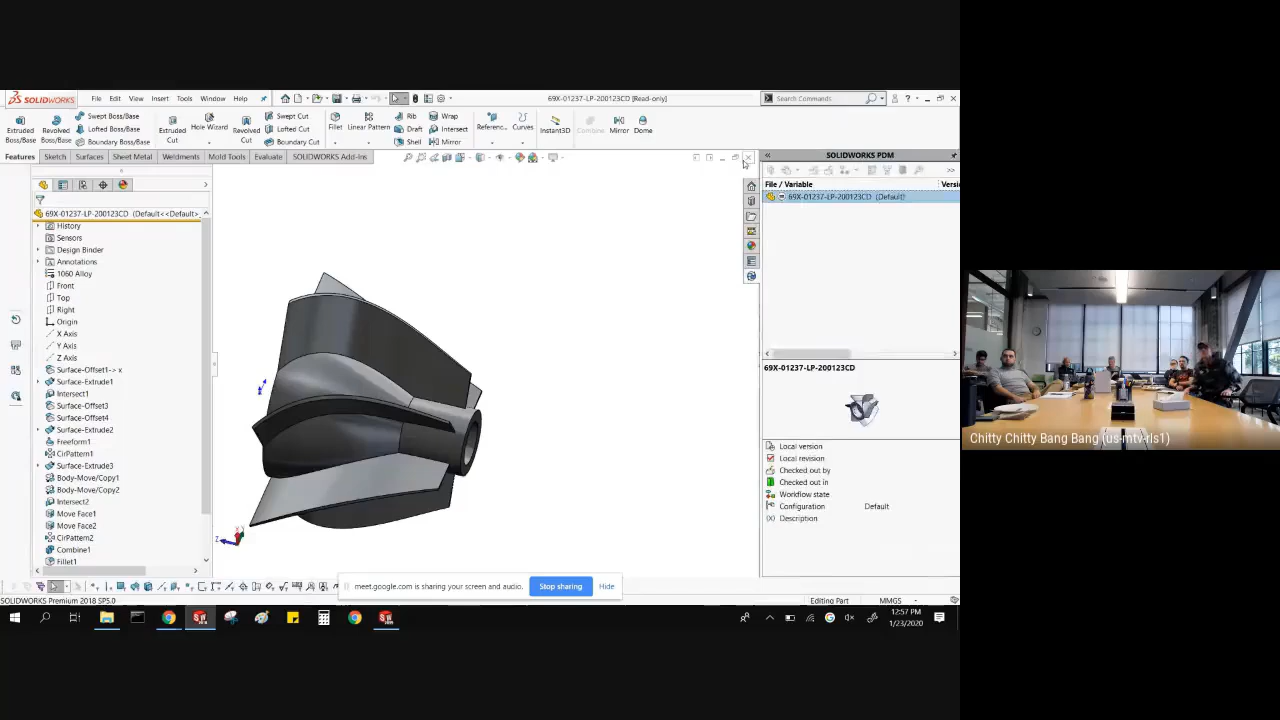 SOLIDWORKS File Edit View Insert Tools Window Help 69X-01237-LP-200123CD [Read-only] Search Commands
Extruded Boss/Base
Revolved Boss/Base
Swept Boss/Base
Lofted Boss/Base
Boundary Boss/Base
Extruded Cut
Hole Wizard
Revolved Cut
Swept Cut
Lofted Cut
Boundary Cut
Fillet
Linear Pattern
Rib
Draft
Shell
Wrap
Intersect
Mirror
Referenc...
Curves
Instant3D
Combine
Mirror
Dome
Features Sketch Surfaces Sheet Metal Weldments Mold Tools Evaluate SOLIDWORKS Add-Ins
69X-01237-LP-200123CD (Default<<Default>_
History
Sensors
Design Binder
Annotations
1060 Alloy
Front
Top
Right
Origin
X Axis
Y Axis
Z Axis
Surface-Offset1-> x
Surface-Extrude1
Intersect1
Surface-Offset3
Surface-Offset4
Surface-Extrude2
Freeform1
CirPattern1
Surface-Extrude3
Body-Move/Copy1
Body-Move/Copy2
Intersect2
Move Face1
Move Face2
CirPattern2
Combine1
Fillet1
Z
SOLIDWORKS PDM
File / Variable Versio
69X-01237-LP-200123CD (Default)
69X-01237-LP-200123CD
Local version
Local revision
Checked out by
Checked out in
Workflow state
Configuration Default
Description
meet.google.com is sharing your screen and audio. Stop sharing Hide
SOLIDWORKS Premium 2018 SP5.0 Editing Part MMGS
12:57 PM
1/23/2020
Chitty Chitty Bang Bang (us-mtv-rls1)